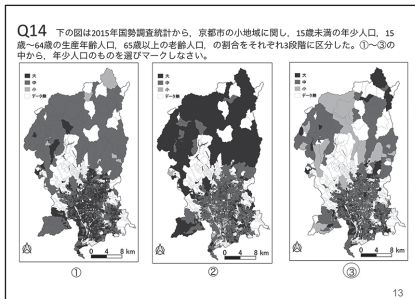 Q14 下の図は2015年国勢調査統計から，京都市の小地域に関し，15歳未満の年少人口，15
歳〜64歳の生産年齢人口，65歳以上の老齢人口，の割合をそれぞれ3段階に区分した。①〜③の
中から，年少人口のものを選びマークしなさい。
大
中
小
データ無
0 4 8 km
①
大
中
小
データ無
0 4 8 km
②
大
中
小
データ無
0 4 8 km
③
13